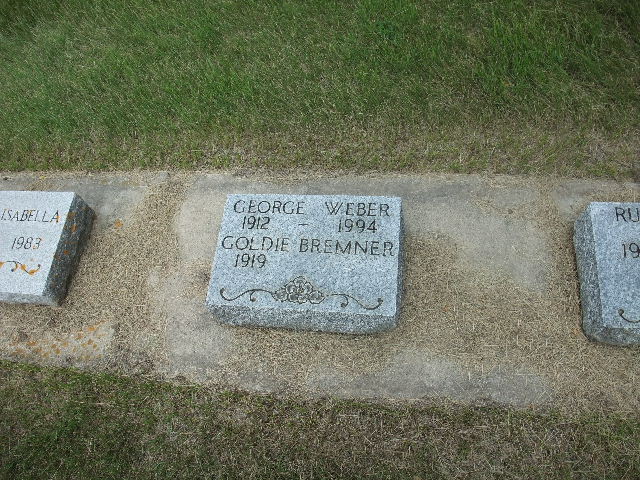 ISABELLA
1983
GEORGE WEBER
1912 - 1994
GOLDIE BREMNER
1919
RU
19